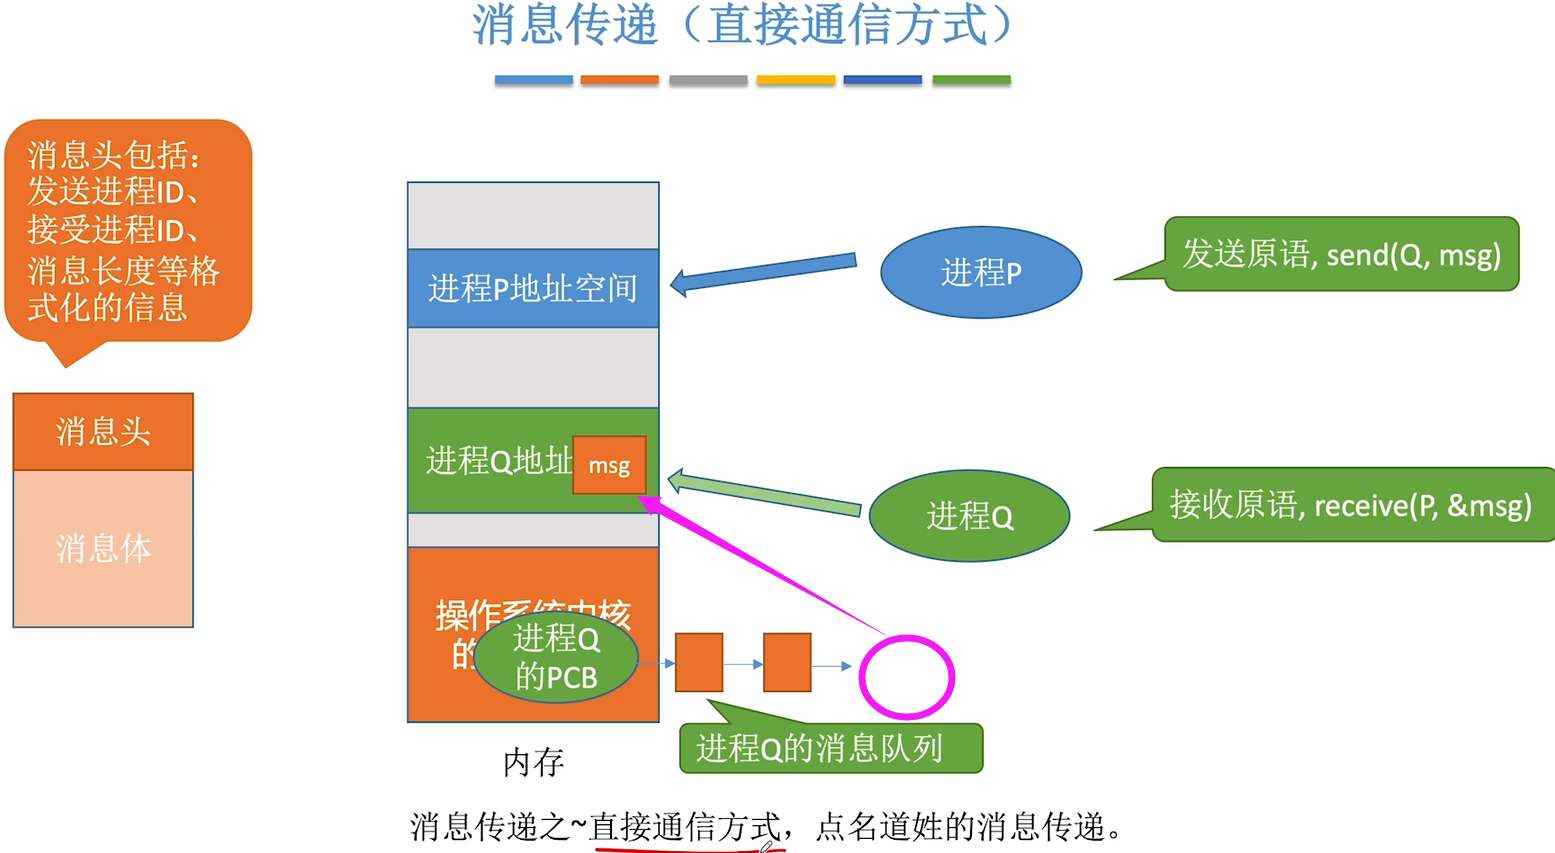 消息传递（直接通信方式）
消息头包括：
发送进程ID、
接受进程ID、
消息长度等格
式化的信息
消息头
消息体
进程P地址空间
进程Q地址
msg
操作系统内核
的
进程Q
的PCB
内存
进程P
发送原语, send(Q, msg)
进程Q
接收原语, receive(P, &msg)
进程Q的消息队列
消息传递之~直接通信方式，点名道姓的消息传递。